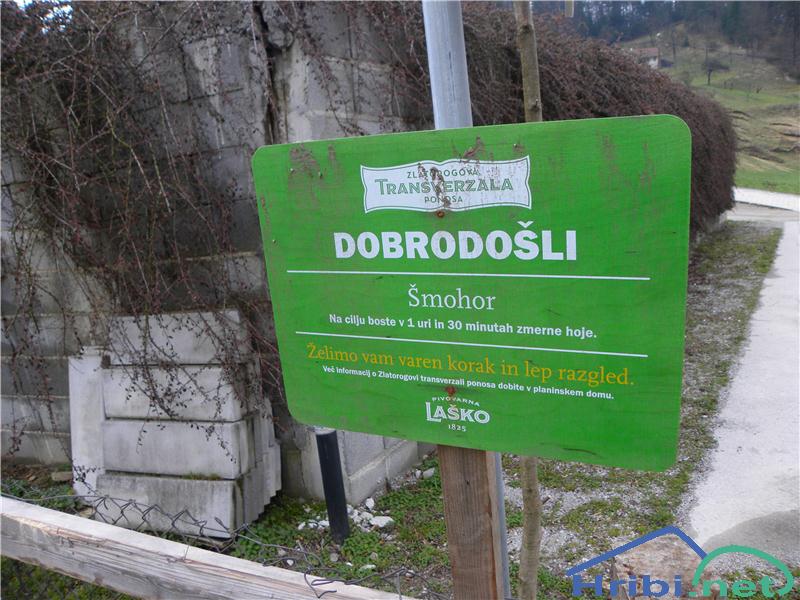 ZLATOROGOVA
TRANSVERZALA
PONOSA
DOBRODOŠLI
Šmohor
Na cilju boste v 1 uri in 30 minutah zmerne hoje.
Želimo vam varen korak in lep razgled.
Več informacij o Zlatorogovi transverzali ponosa dobite v planinskem domu.
PIVOVARNA
LAŠKO
1825
Hribi.net